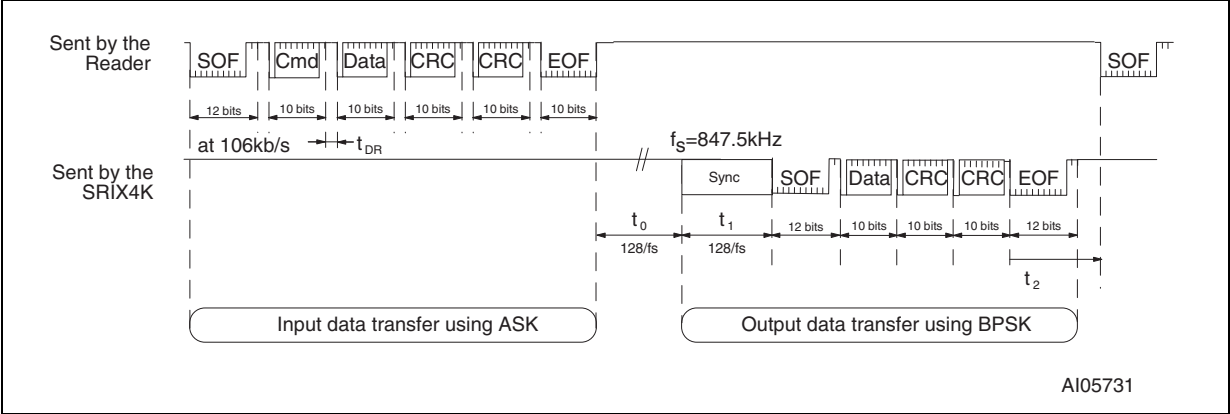 Sent by the
Reader
SOF Cmd Data CRC CRC EOF SOF
12 bits 10 bits 10 bits 10 bits 10 bits 10 bits
at 106kb/s tDR fS=847.5kHz
Sent by the
SRIX4K
// Sync SOF Data CRC CRC EOF
t0 t1 12 bits 10 bits 10 bits 10 bits 12 bits
128/fs 128/fs
t2
Input data transfer using ASK Output data transfer using BPSK
AI05731